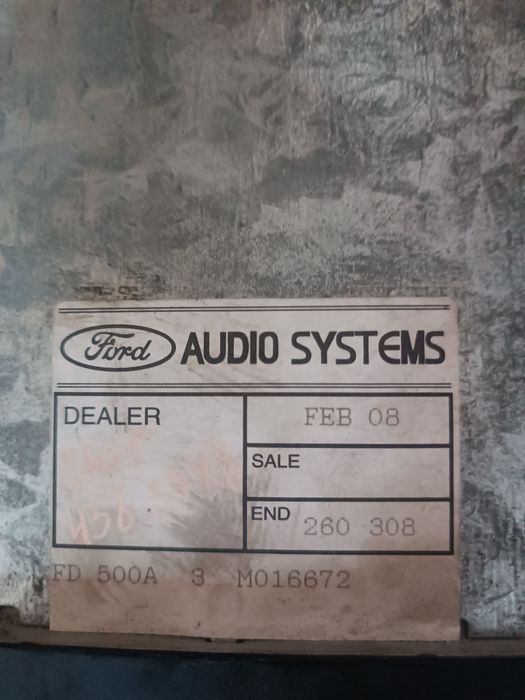 Ford AUDIO SYSTEMS
DEALER
FEB 08
SALE
END 260 308
FD 500A 3 M016672